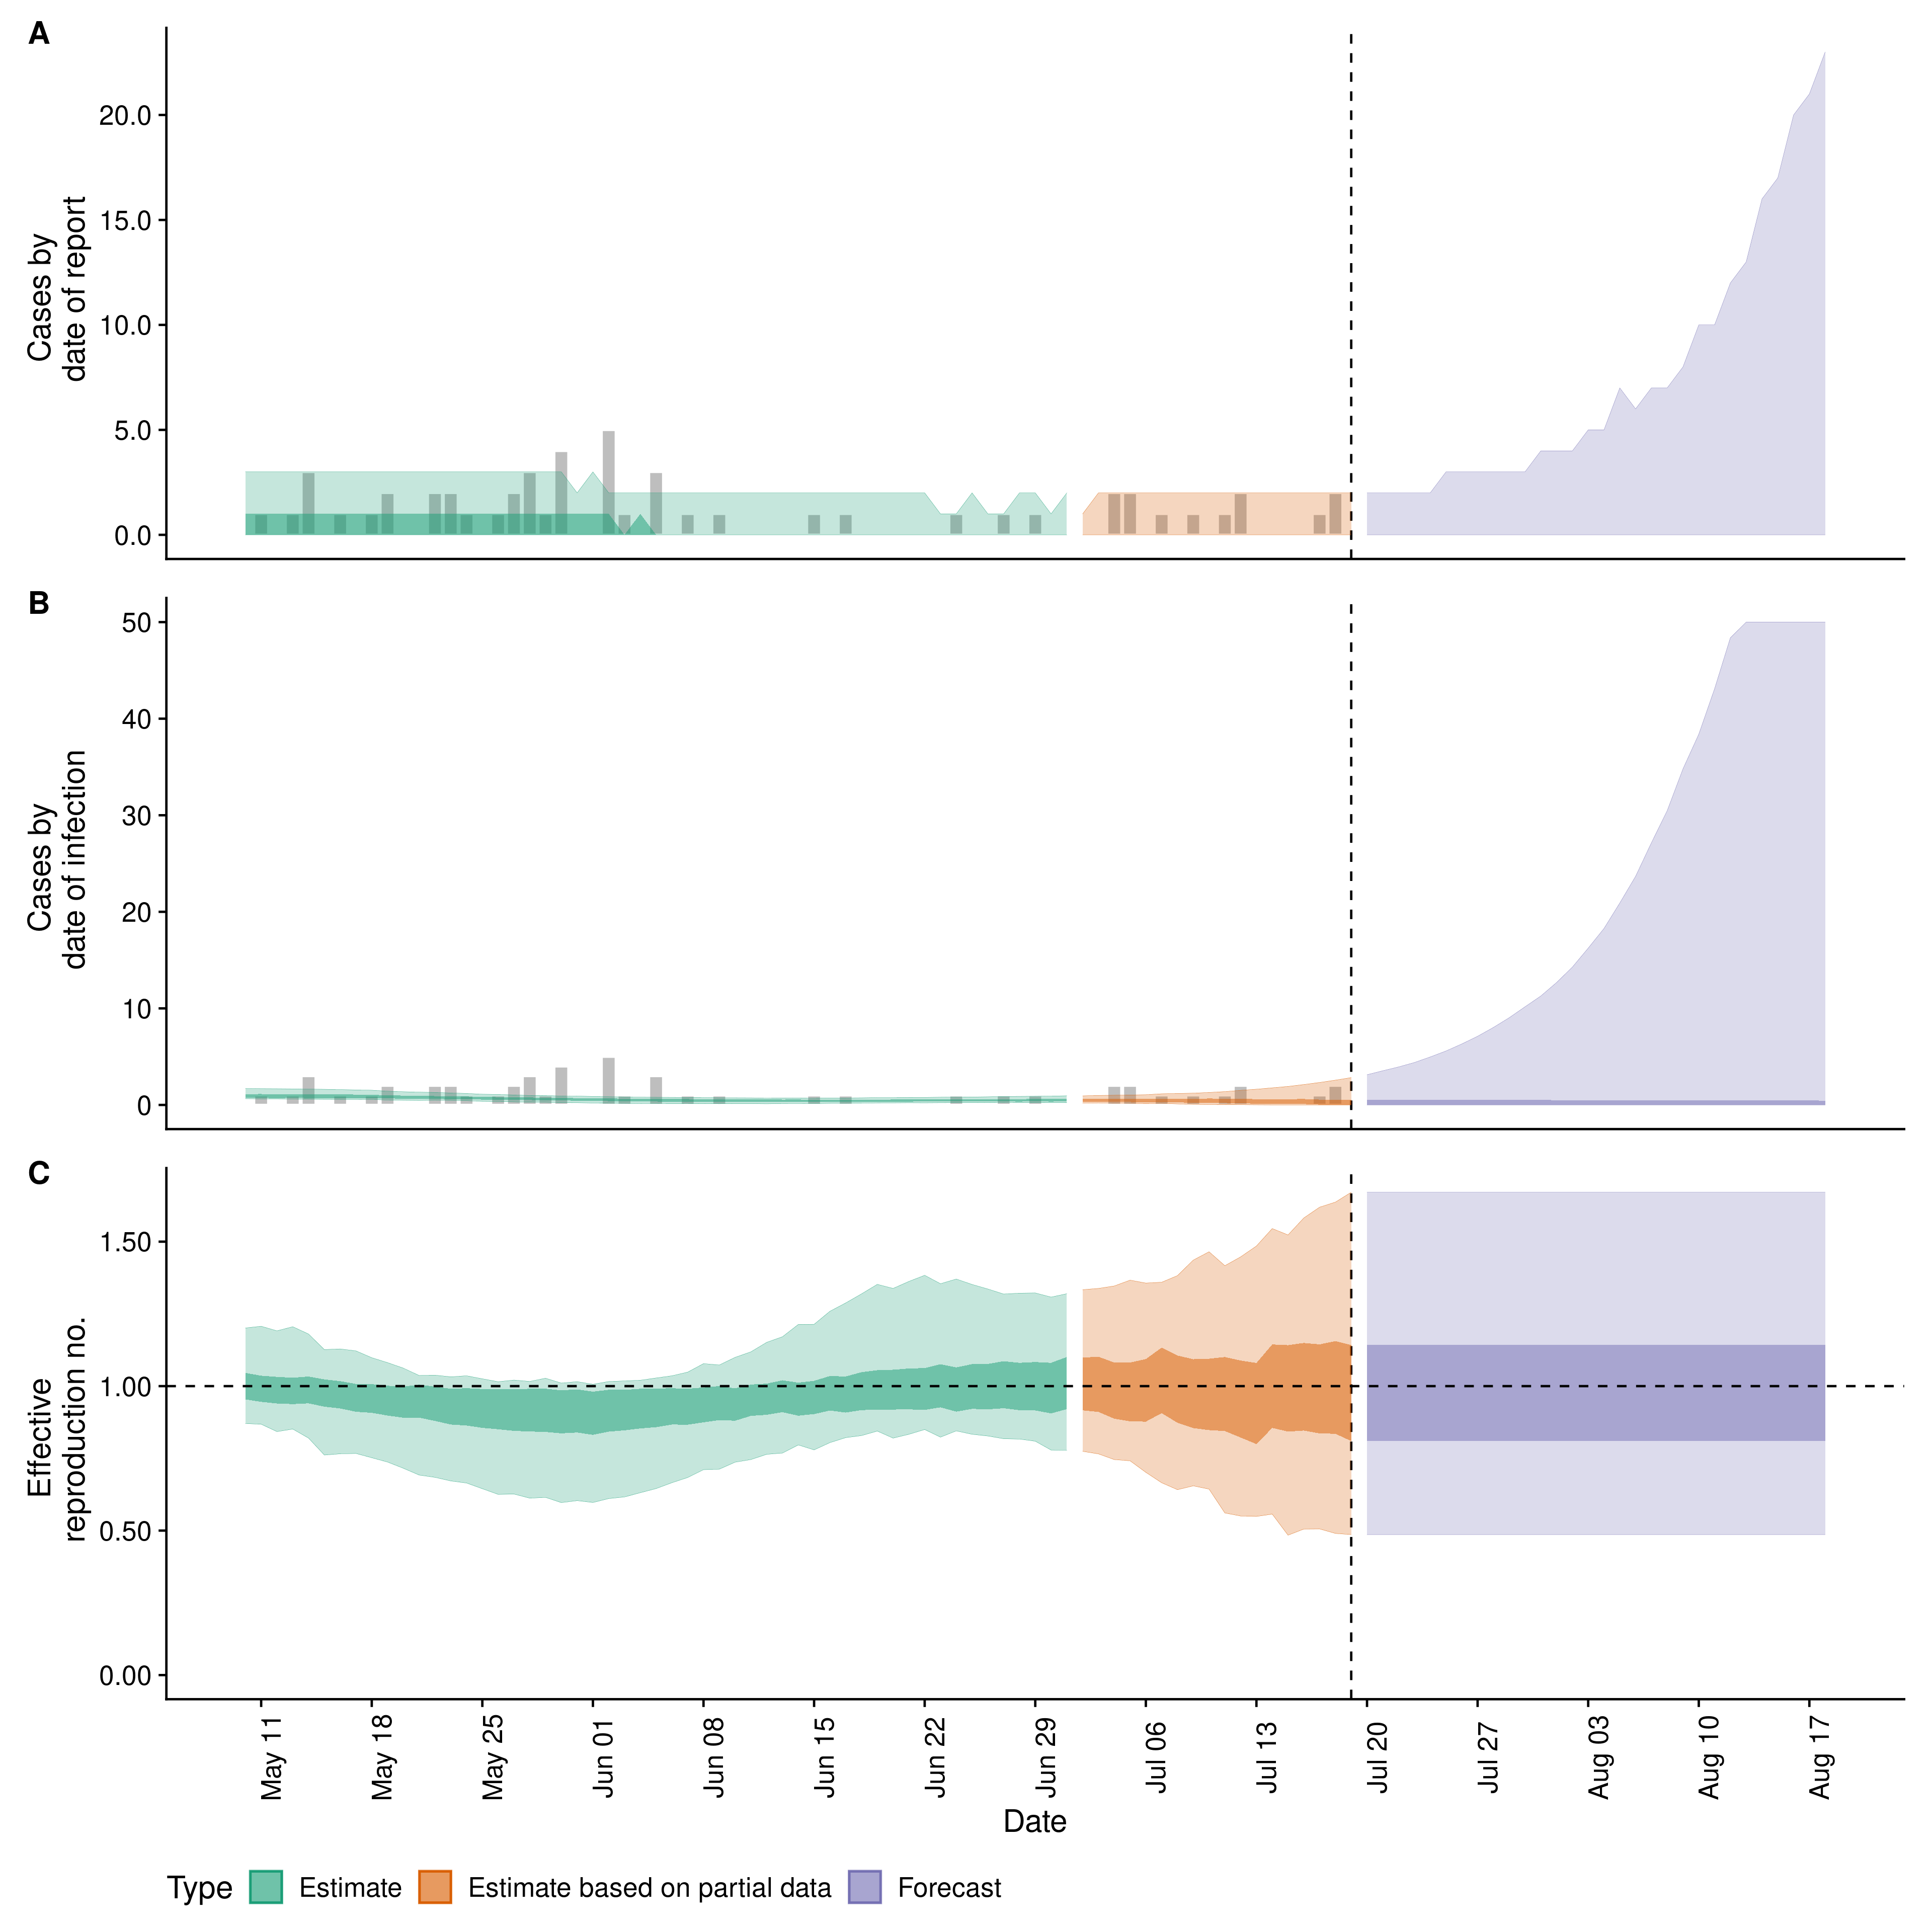 A
Cases by
date of report
20.0
15.0
10.0
5.0
0.0
B
Cases by
date of infection
50
40
30
20
10
0
C
Effective
reproduction no.
1.50
1.00
0.50
0.00
May 11
May 18
May 25
Jun 01
Jun 08
Jun 15
Jun 22
Jun 29
Jul 06
Jul 13
Jul 20
Jul 27
Aug 03
Aug 10
Aug 17
Date
Type Estimate Estimate based on partial data Forecast